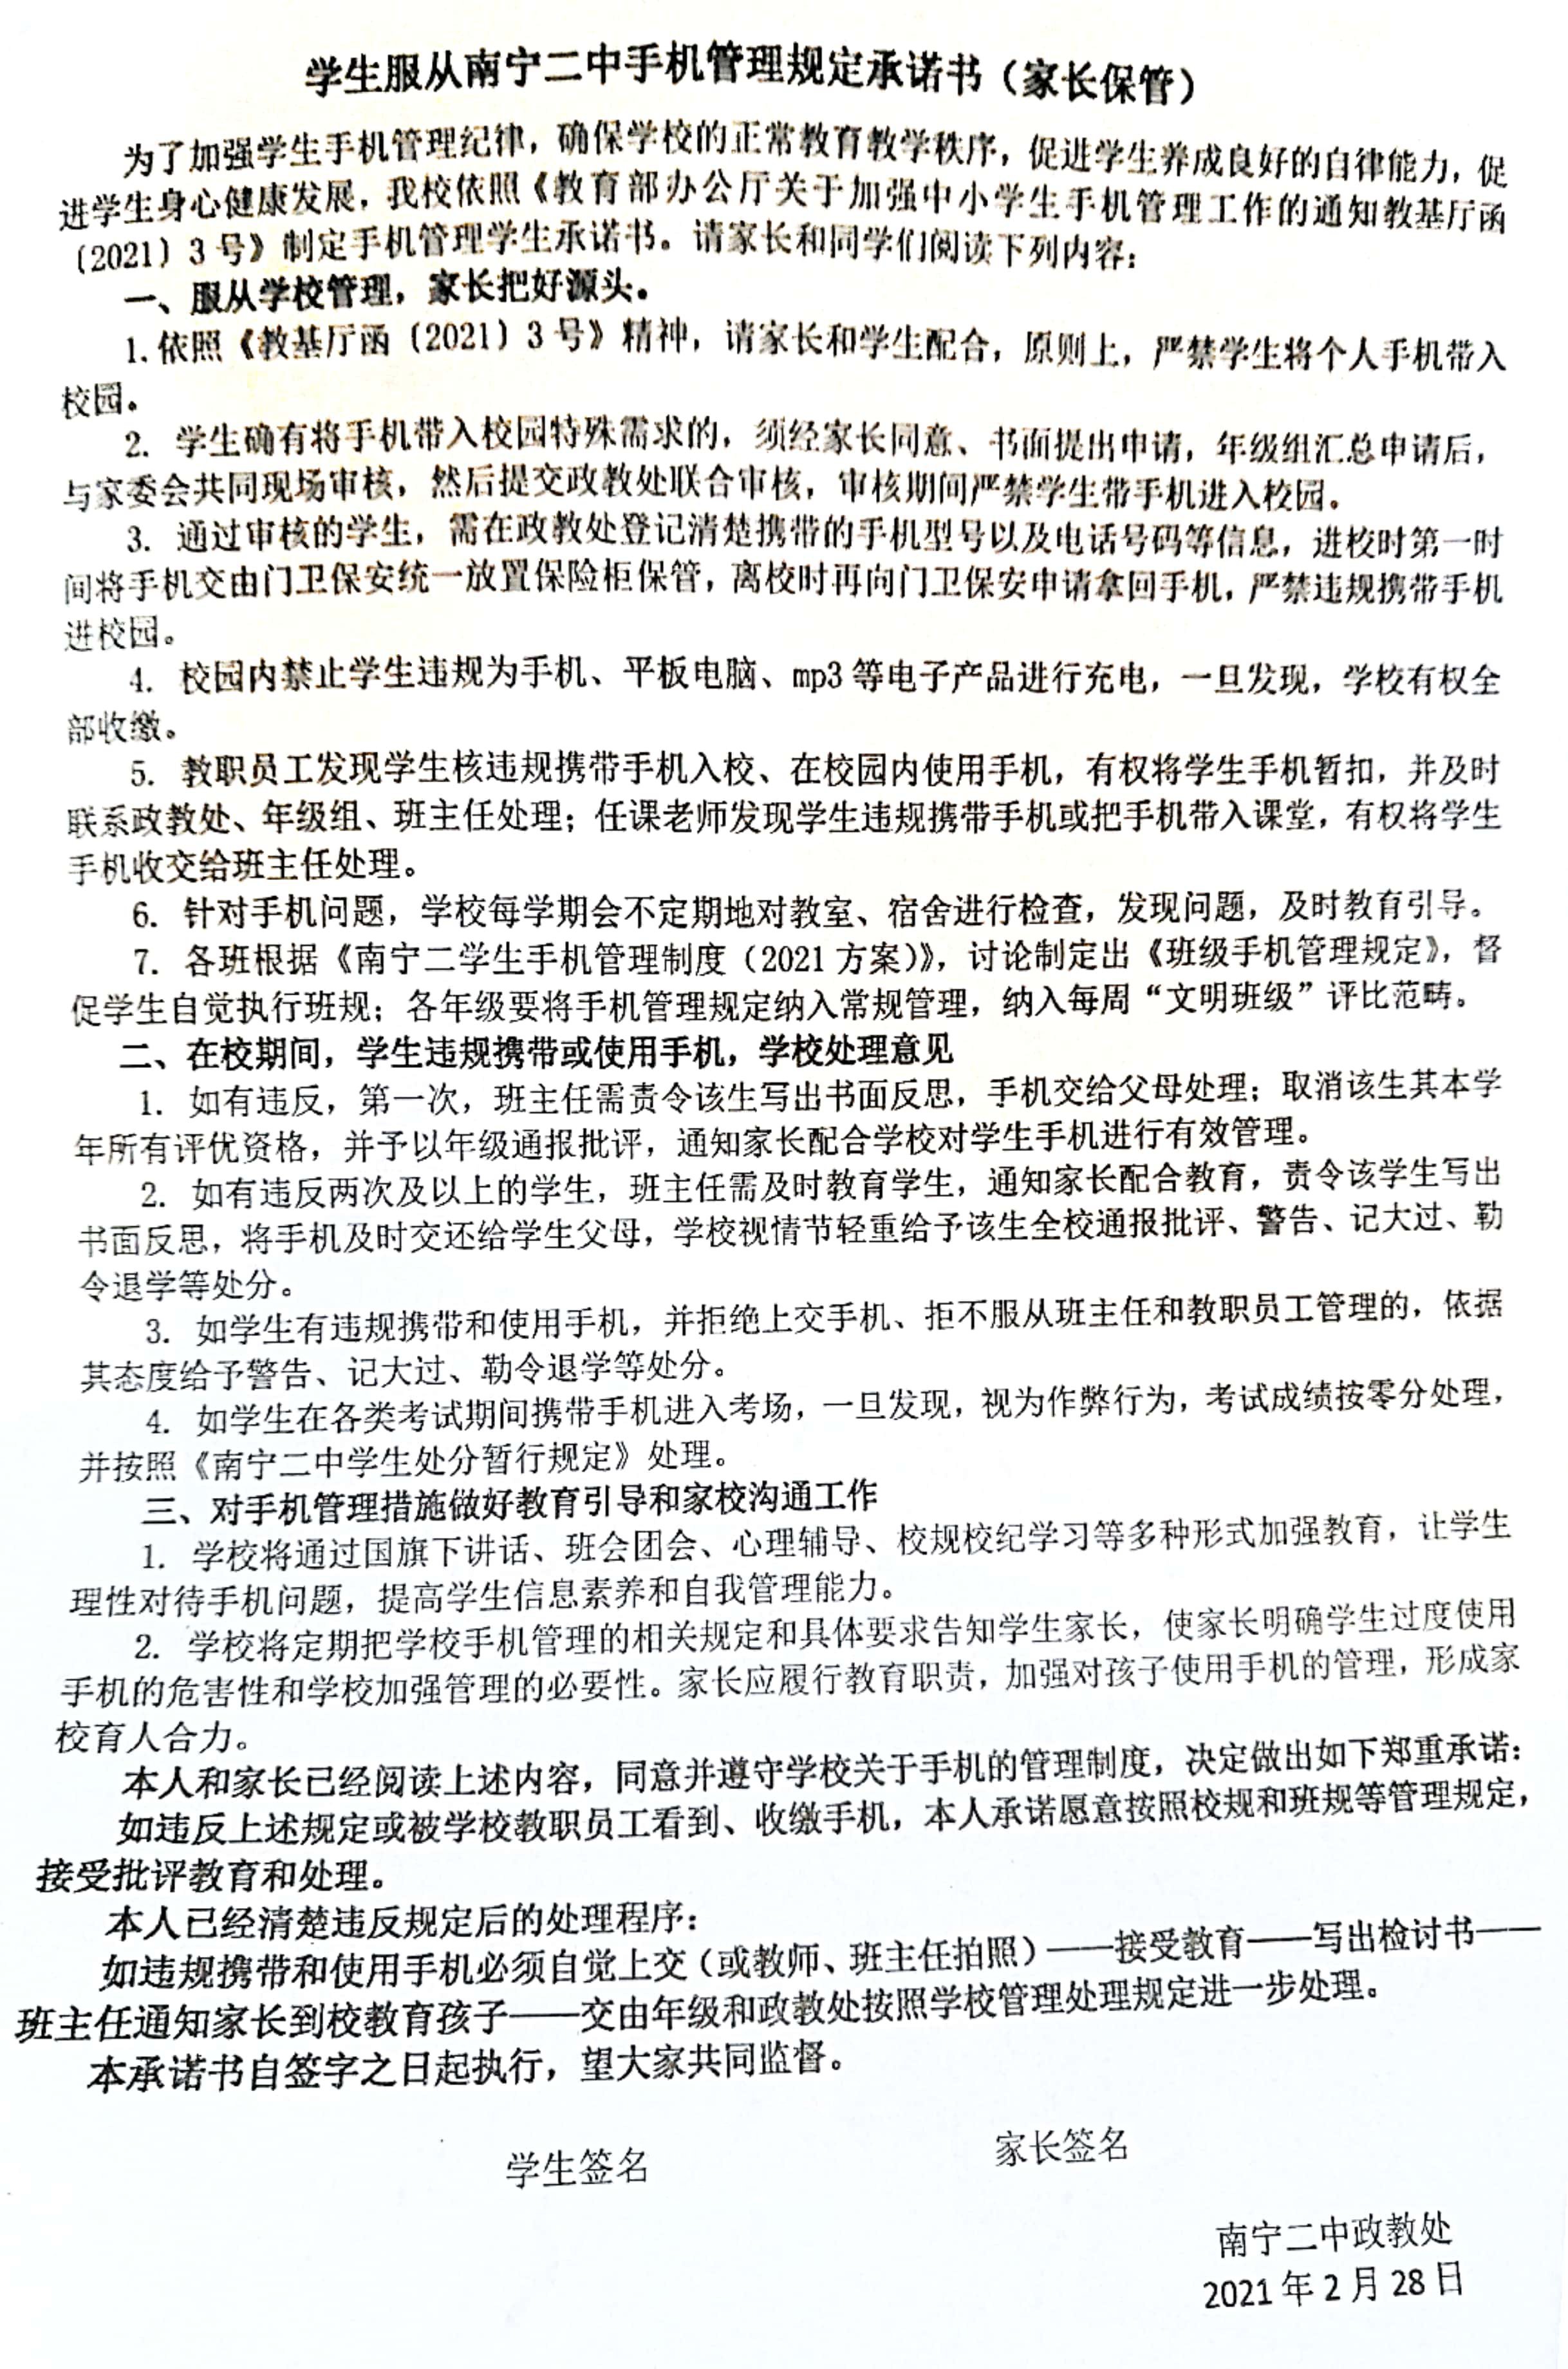 学生服从南宁二中手机管理规定承诺书（家长保管）
为了加强学生手机管理纪律，确保学校的正常教育教学秩序，促进学生养成良好的自律能力，促
进学生身心健康发展，我校依照《教育部办公厅关于加强中小学生手机管理工作的通知教基厅函
〔2021〕3号》制定手机管理学生承诺书。请家长和同学们阅读下列内容：
一、服从学校管理，家长把好源头。
1.依照《教基厅函〔2021〕3号》精神，请家长和学生配合，原则上，严禁学生将个人手机带入
校园。
2. 学生确有将手机带入校园特殊需求的，须经家长同意、书面提出申请，年级组汇总申请后，
与家委会共同现场审核，然后提交政教处联合审核，审核期间严禁学生带手机进入校园。
3. 通过审核的学生，需在政教处登记清楚携带的手机型号以及电话号码等信息，进校时第一时
间将手机交由门卫保安统一放置保险柜保管，离校时再向门卫保安申请拿回手机，严禁违规携带手机
进校园。
4. 校园内禁止学生违规为手机、平板电脑、mp3等电子产品进行充电，一旦发现，学校有权全
部收缴。
5. 教职员工发现学生核违规携带手机入校、在校园内使用手机，有权将学生手机暂扣，并及时
联系政教处、年级组、班主任处理；任课老师发现学生违规携带手机或把手机带入课堂，有权将学生
手机收交给班主任处理。
6. 针对手机问题，学校每学期会不定期地对教室、宿舍进行检查，发现问题，及时教育引导。
7. 各班根据《南宁二学生手机管理制度（2021方案）》，讨论制定出《班级手机管理规定》，督
促学生自觉执行班规；各年级要将手机管理规定纳入常规管理，纳入每周“文明班级”评比范畴。
二、在校期间，学生违规携带或使用手机，学校处理意见
1. 如有违反，第一次，班主任需责令该生写出书面反思，手机交给父母处理；取消该生其本学
年所有评优资格，并予以年级通报批评，通知家长配合学校对学生手机进行有效管理。
2. 如有违反两次及以上的学生，班主任需及时教育学生，通知家长配合教育，责令该学生写出
书面反思，将手机及时交还给学生父母，学校视情节轻重给予该生全校通报批评、警告、记大过、勒
令退学等处分。
3. 如学生有违规携带和使用手机，并拒绝上交手机、拒不服从班主任和教职员工管理的，依据
其态度给予警告、记大过、勒令退学等处分。
4. 如学生在各类考试期间携带手机进入考场，一旦发现，视为作弊行为，考试成绩按零分处理，
并按照《南宁二中学生处分暂行规定》处理。
三、对手机管理措施做好教育引导和家校沟通工作
1. 学校将通过国旗下讲话、班会团会、心理辅导、校规校纪学习等多种形式加强教育，让学生
理性对待手机问题，提高学生信息素养和自我管理能力。
2. 学校将定期把学校手机管理的相关规定和具体要求告知学生家长，使家长明确学生过度使用
手机的危害性和学校加强管理的必要性。家长应履行教育职责，加强对孩子使用手机的管理，形成家
校育人合力。
本人和家长已经阅读上述内容，同意并遵守学校关于手机的管理制度，决定做出如下郑重承诺：
如违反上述规定或被学校教职员工看到、收缴手机，本人承诺愿意按照校规和班规等管理规定，
接受批评教育和处理。
本人已经清楚违反规定后的处理程序：
如违规携带和使用手机必须自觉上交（或教师、班主任拍照）——接受教育——写出检讨书——
班主任通知家长到校教育孩子——交由年级和政教处按照学校管理处理规定进一步处理。
本承诺书自签字之日起执行，望大家共同监督。
学生签名 家长签名
南宁二中政教处
2021年2月28日